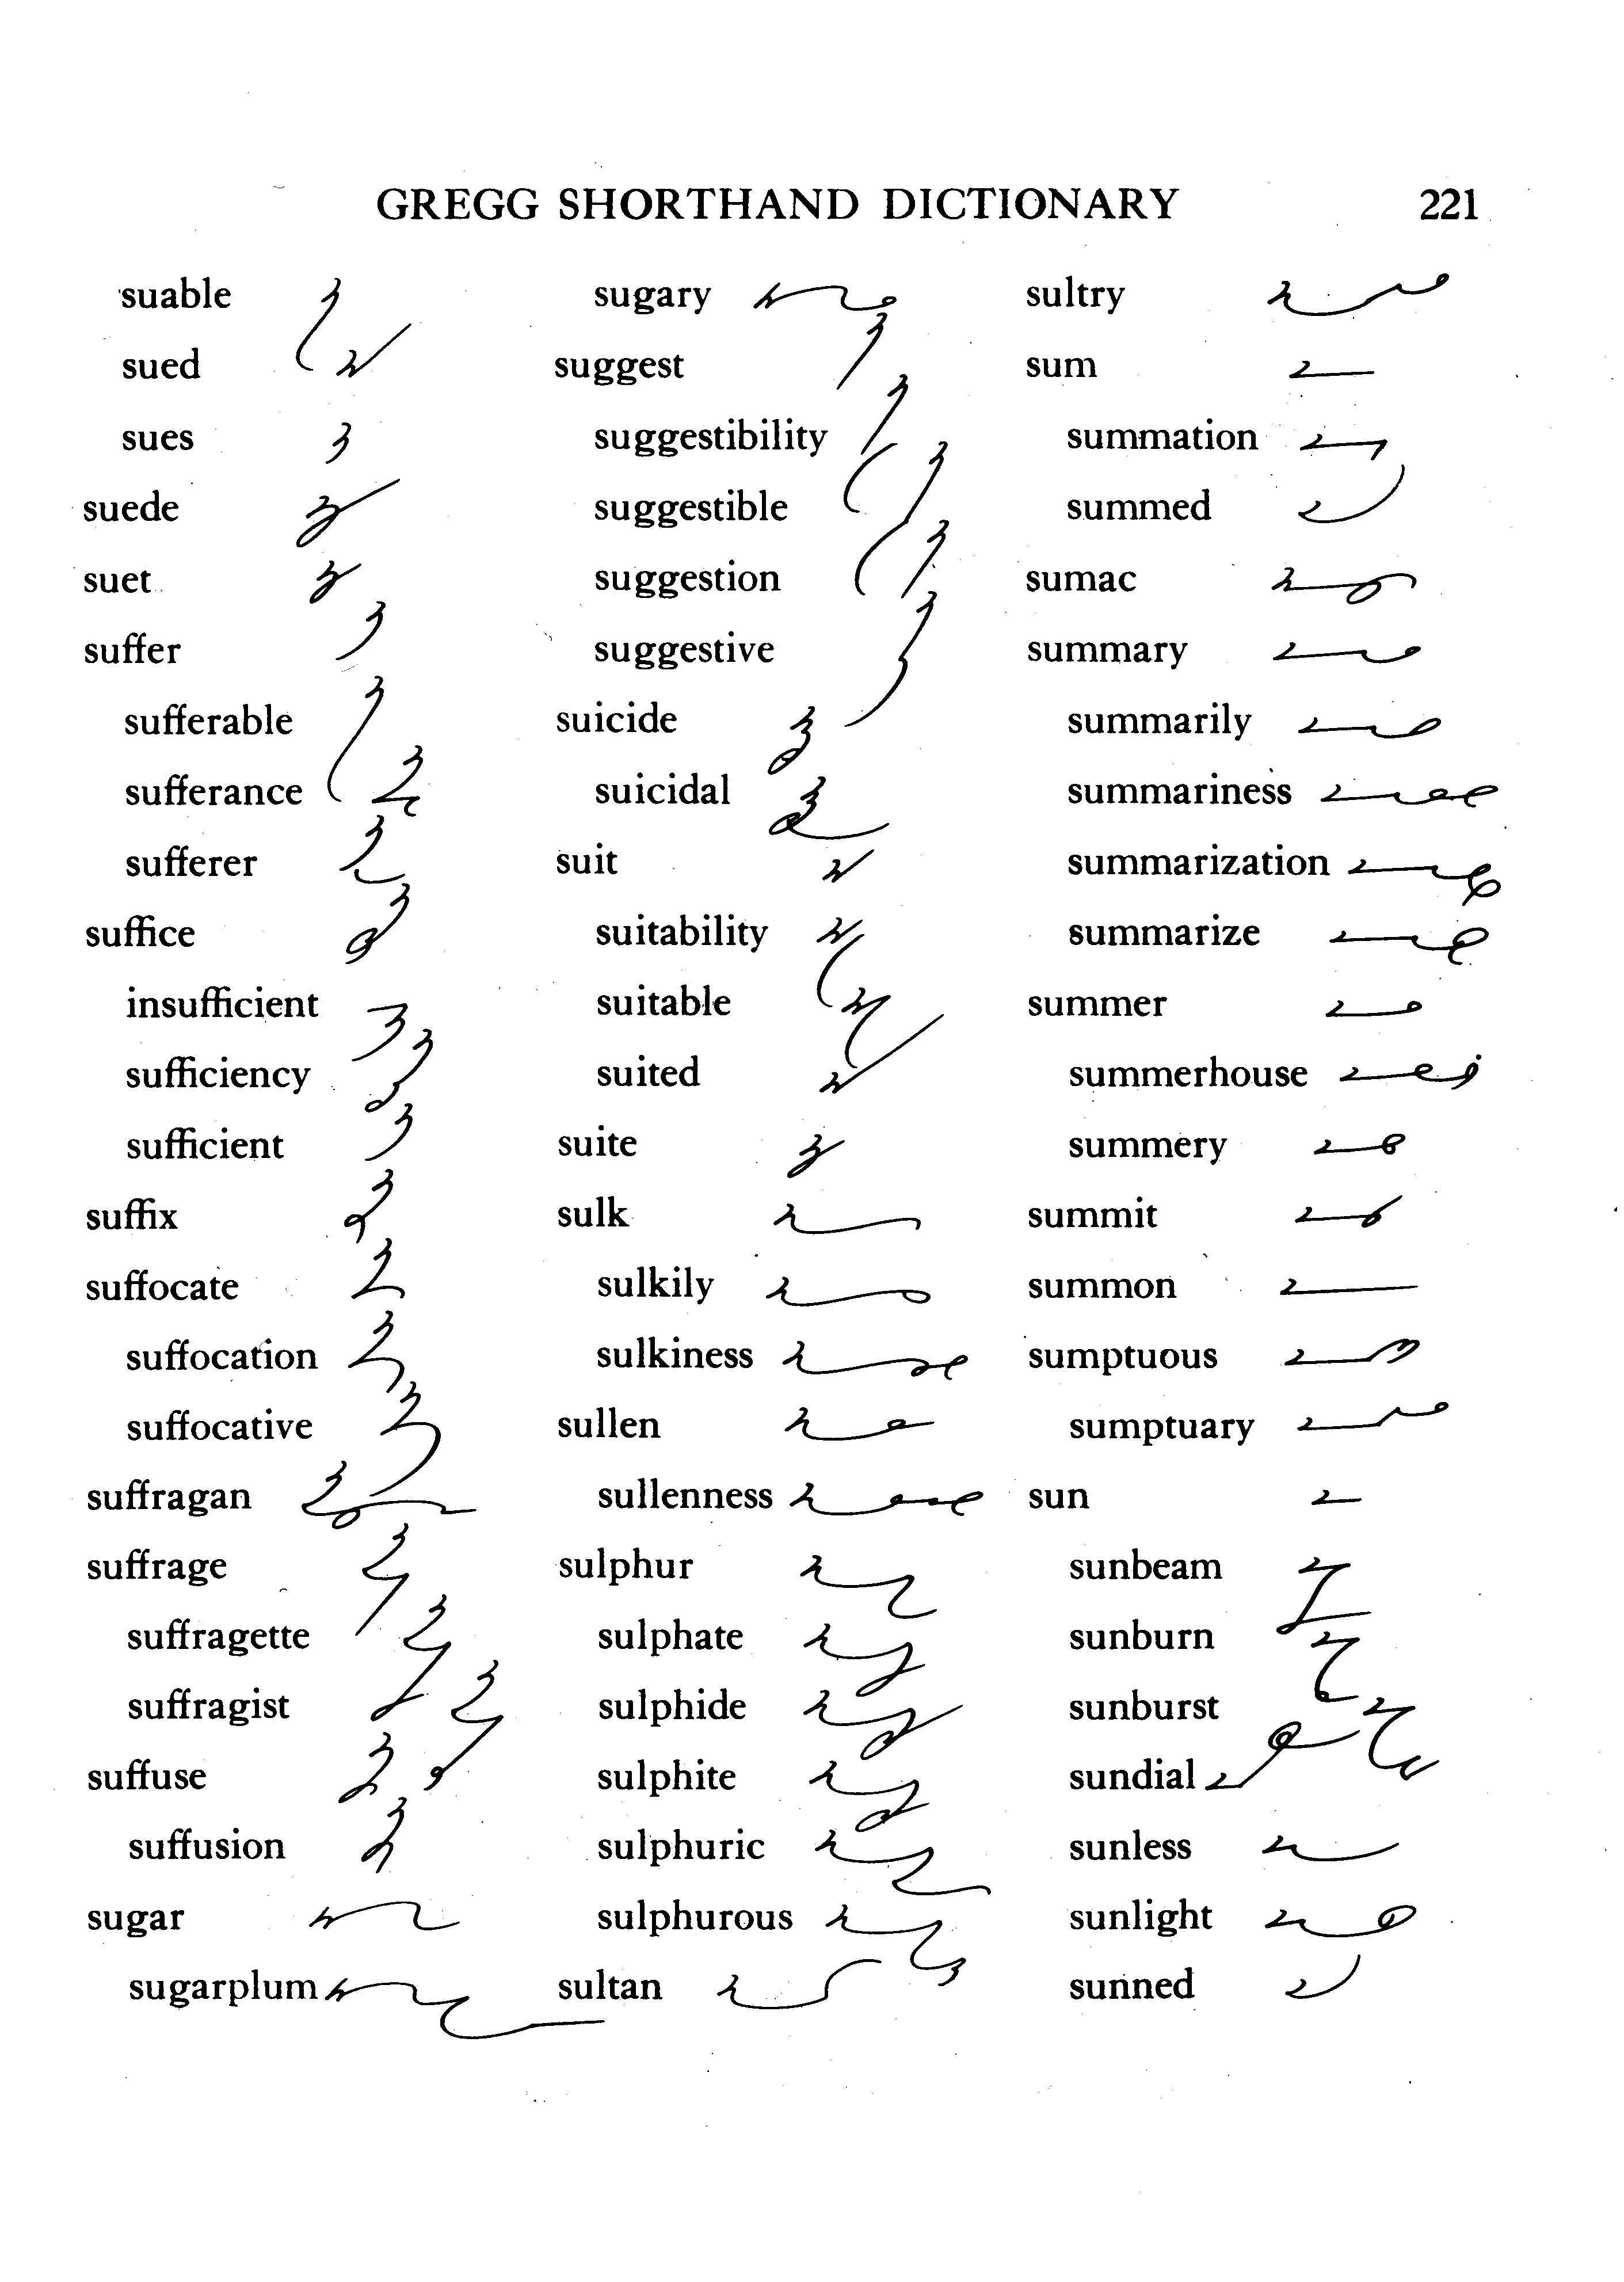 GREGG SHORTHAND DICTIONARY 221
suable
sued
sues
suede
suet
suffer
sufferable
sufferance
sufferer
suffice
insufficient
sufficiency
sufficient
suffix
suffocate
suffocation
suffocative
suffragan
suffrage
suffragette
suffragist
suffuse
suffusion
sugar
sugarplum
sugary
suggest
suggestibility
suggestible
suggestion
suggestive
suicide
suicidal
suit
suitability
suitable
suited
suite
sulk
sulkily
sulkiness
sullen
sullenness
sulphur
sulphate
sulphide
sulphite
sulphuric
sulphurous
sultan
sultry
sum
summation
summed
sumac
summary
summarily
summariness
summarization
summarize
summer
summerhouse
summery
summit
summon
sumptuous
sumptuary
sun
sunbeam
sunburn
sunburst
sundial
sunless
sunlight
sunned